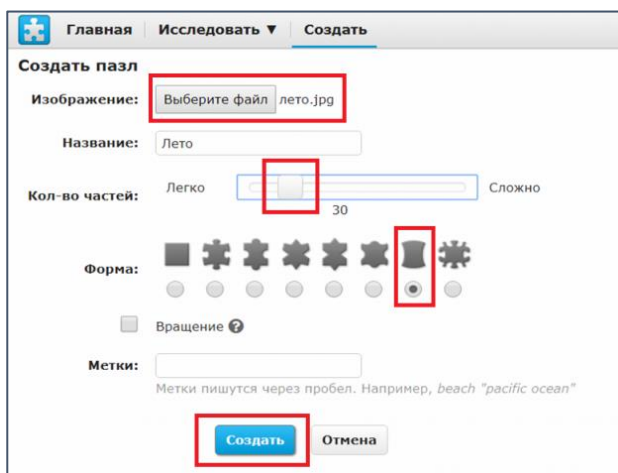 Главная Исследовать ▼ Создать
Создать пазл
Изображение: Выберите файл лето.jpg
Название: Лето
Кол-во частей: Легко Сложно
30
Форма:
Вращение ?
Метки:
Метки пишутся через пробел. Например, beach "pacific ocean"
Создать Отмена